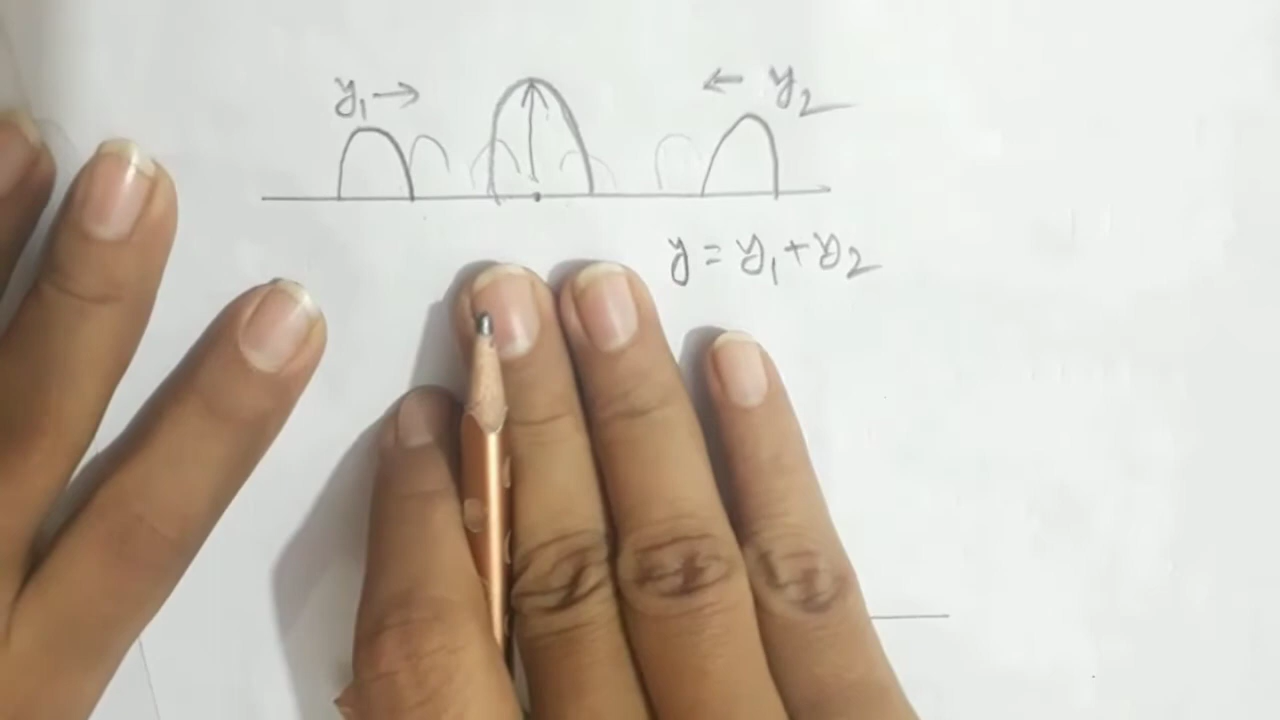 y₁ → ← y₂
y = y₁ + y₂